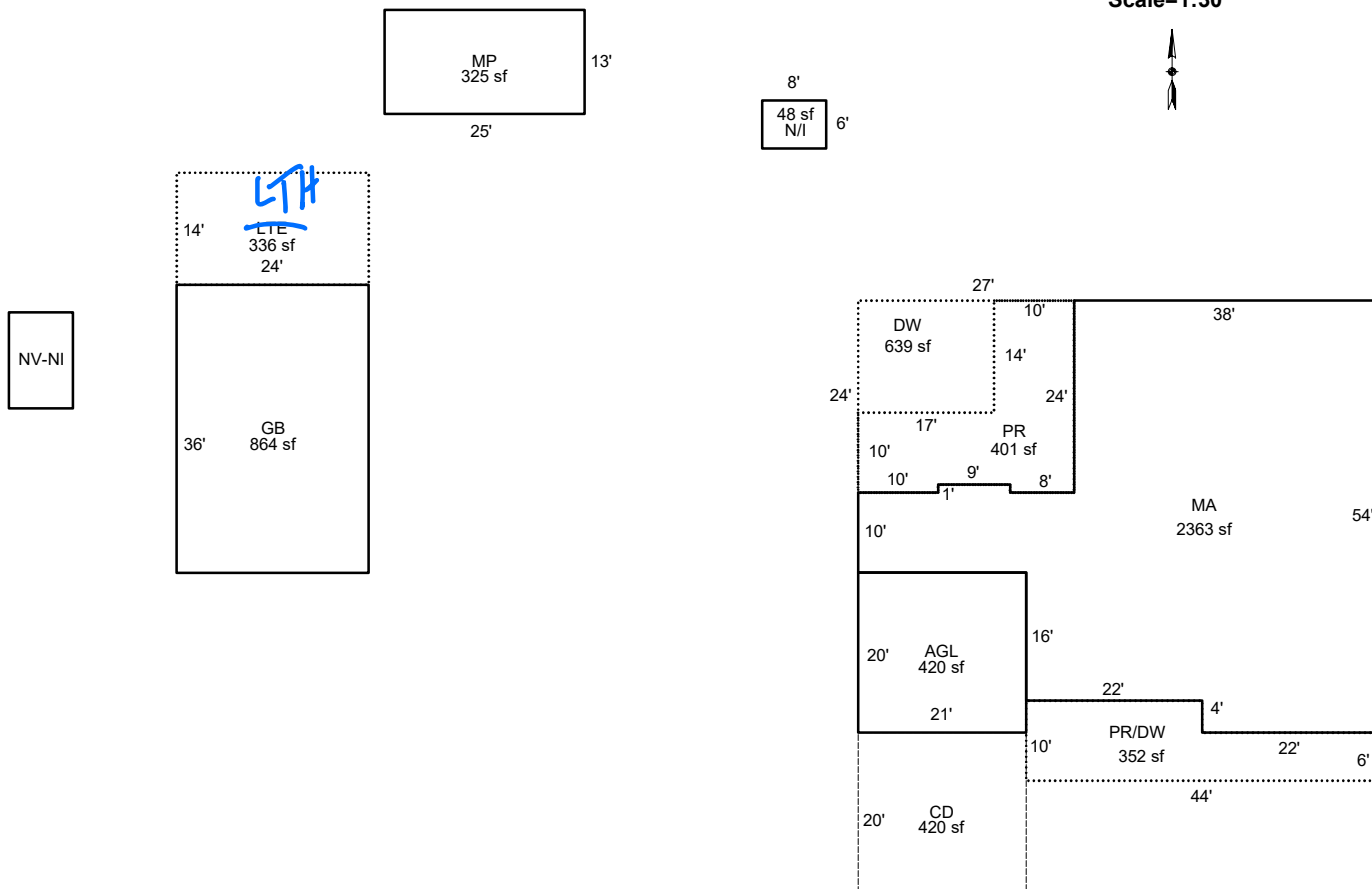 Scale=1:30
MP
325 sf
13'
25'
8'
48 sf
N/I
6'
LTH
14'
LTE
336 sf
24'
NV-NI
GB
864 sf
36'
27'
10'
38'
DW
639 sf
14'
24'
24'
17'
PR
401 sf
10'
10'
9'
8'
1'
MA
2363 sf
54'
10'
16'
20'
AGL
420 sf
21'
22'
4'
PR/DW
352 sf
10'
22'
6'
44'
20'
CD
420 sf